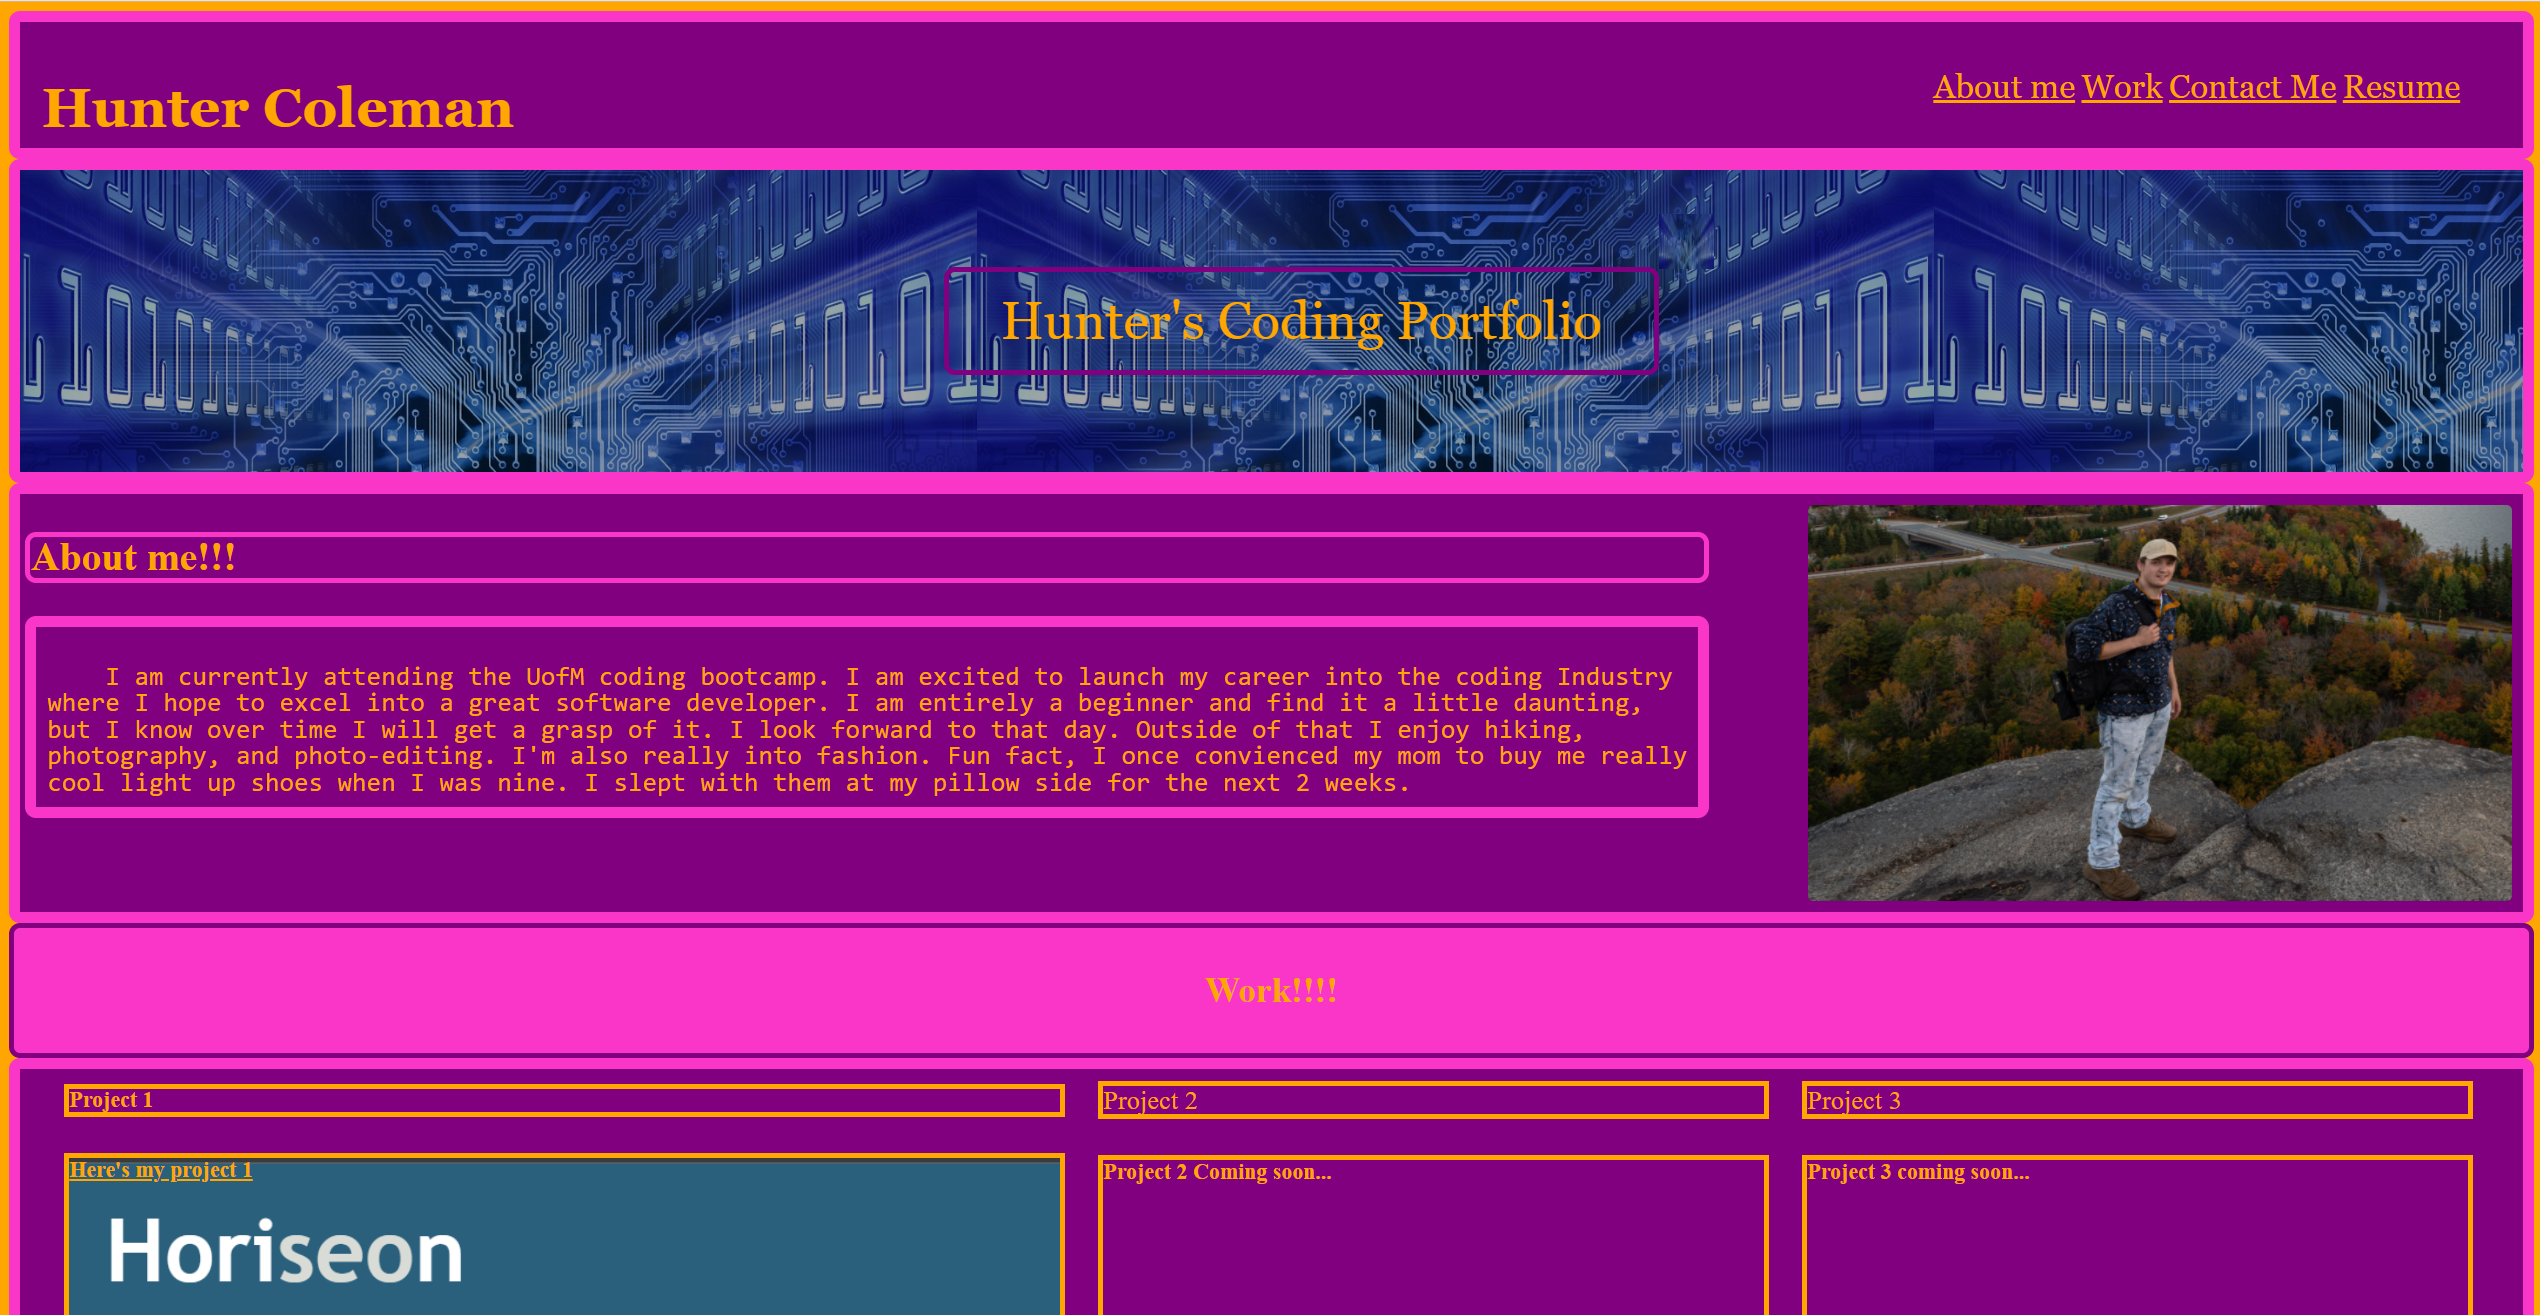 Hunter Coleman
About me Work Contact Me Resume
Hunter's Coding Portfolio
About me!!!
I am currently attending the UofM coding bootcamp. I am excited to launch my career into the coding Industry
where I hope to excel into a great software developer. I am entirely a beginner and find it a little daunting,
but I know over time I will get a grasp of it. I look forward to that day. Outside of that I enjoy hiking,
photography, and photo-editing. I'm also really into fashion. Fun fact, I once convienced my mom to buy me really
cool light up shoes when I was nine. I slept with them at my pillow side for the next 2 weeks.
Work!!!!
Project 1
Project 2
Project 3
Here's my project 1
Project 2 Coming soon...
Project 3 coming soon...
Horiseon